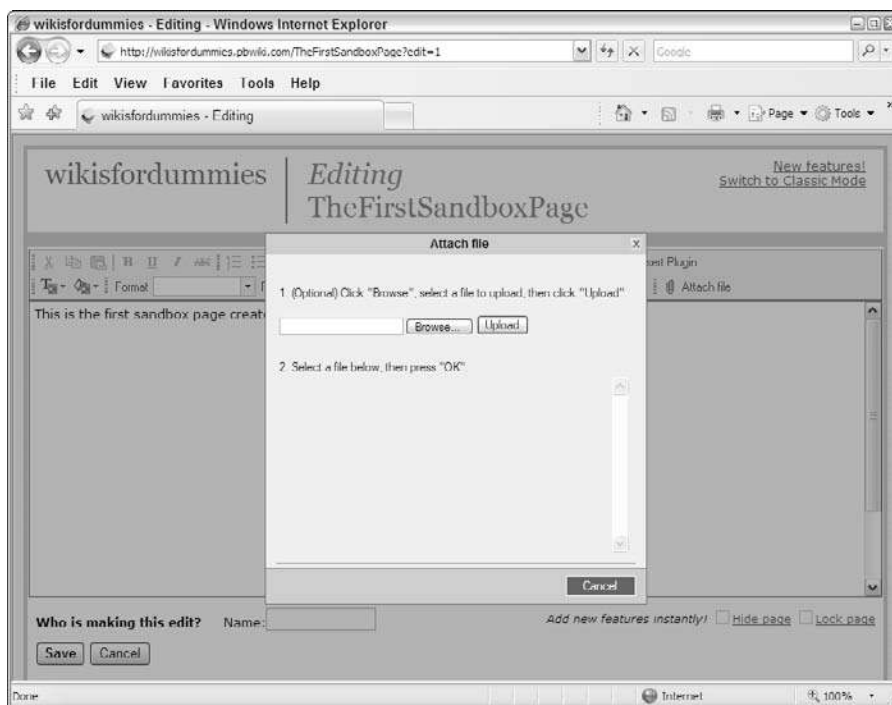 wikisfordummies - Editing - Windows Internet Explorer
http://wikisfordummies.pbwiki.com/TheFirstSandboxPage?edit=1
Google
File Edit View Favorites Tools Help
wikisfordummies - Editing
Page Tools
wikisfordummies
Editing
TheFirstSandboxPage
New features!
Switch to Classic Mode
Attach file x
B U I ABC
Plugin
T Format
Attach file
This is the first sandbox page
1. (Optional) Click "Browse", select a file to upload, then click "Upload"
Browse... Upload
2. Select a file below, then press "OK".
Cancel
Who is making this edit? Name:
Add new features instantly! Hide page Lock page
Save Cancel
Done Internet 100%